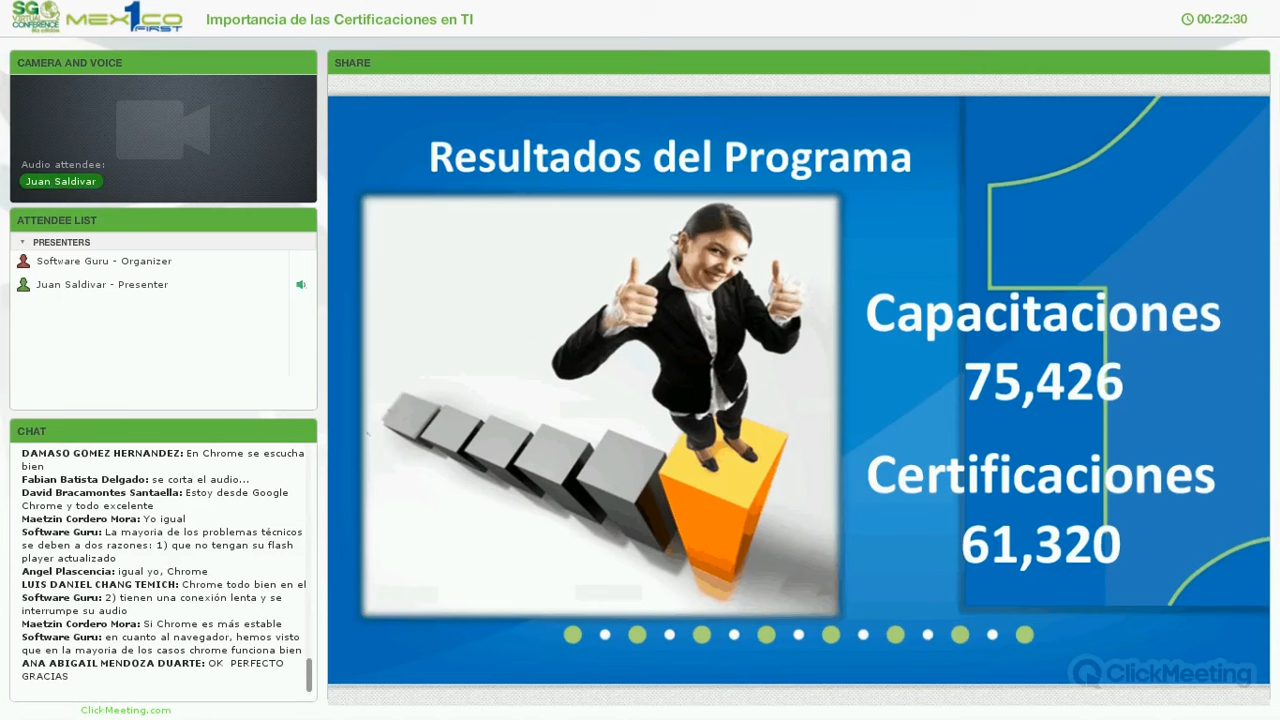 SG
VIRTUAL
CONFERENCE
MEX1CO
FIRST
Importancia de las Certificaciones en TI
00:22:30
CAMERA AND VOICE
Audio attendee:
Juan Saldivar
ATTENDEE LIST
PRESENTERS
Software Guru - Organizer
Juan Saldivar - Presenter
CHAT
DAMASO GOMEZ HERNANDEZ: En Chrome se escucha
bien
Fabian Batista Delgado: se corta el audio...
David Bracamontes Santaella: Estoy desde Google
Chrome y todo excelente
Maetzin Cordero Mora: Yo igual
Software Guru: La mayoria de los problemas técnicos
se deben a dos razones: 1) que no tengan su flash
player actualizado
Angel Plascencia: igual yo, Chrome
LUIS DANIEL CHANG TEMICH: Chrome todo bien en el
Software Guru: 2) tienen una conexión lenta y se
interrumpe su audio
Maetzin Cordero Mora: Si Chrome es más estable
Software Guru: en cuanto al navegador, hemos visto
que en la mayoria de los casos chrome funciona bien
ANA ABIGAIL MENDOZA DUARTE: OK PERFECTO
GRACIAS
ClickMeeting.com
SHARE
Resultados del Programa
Capacitaciones
75,426
Certificaciones
61,320
ClickMeeting